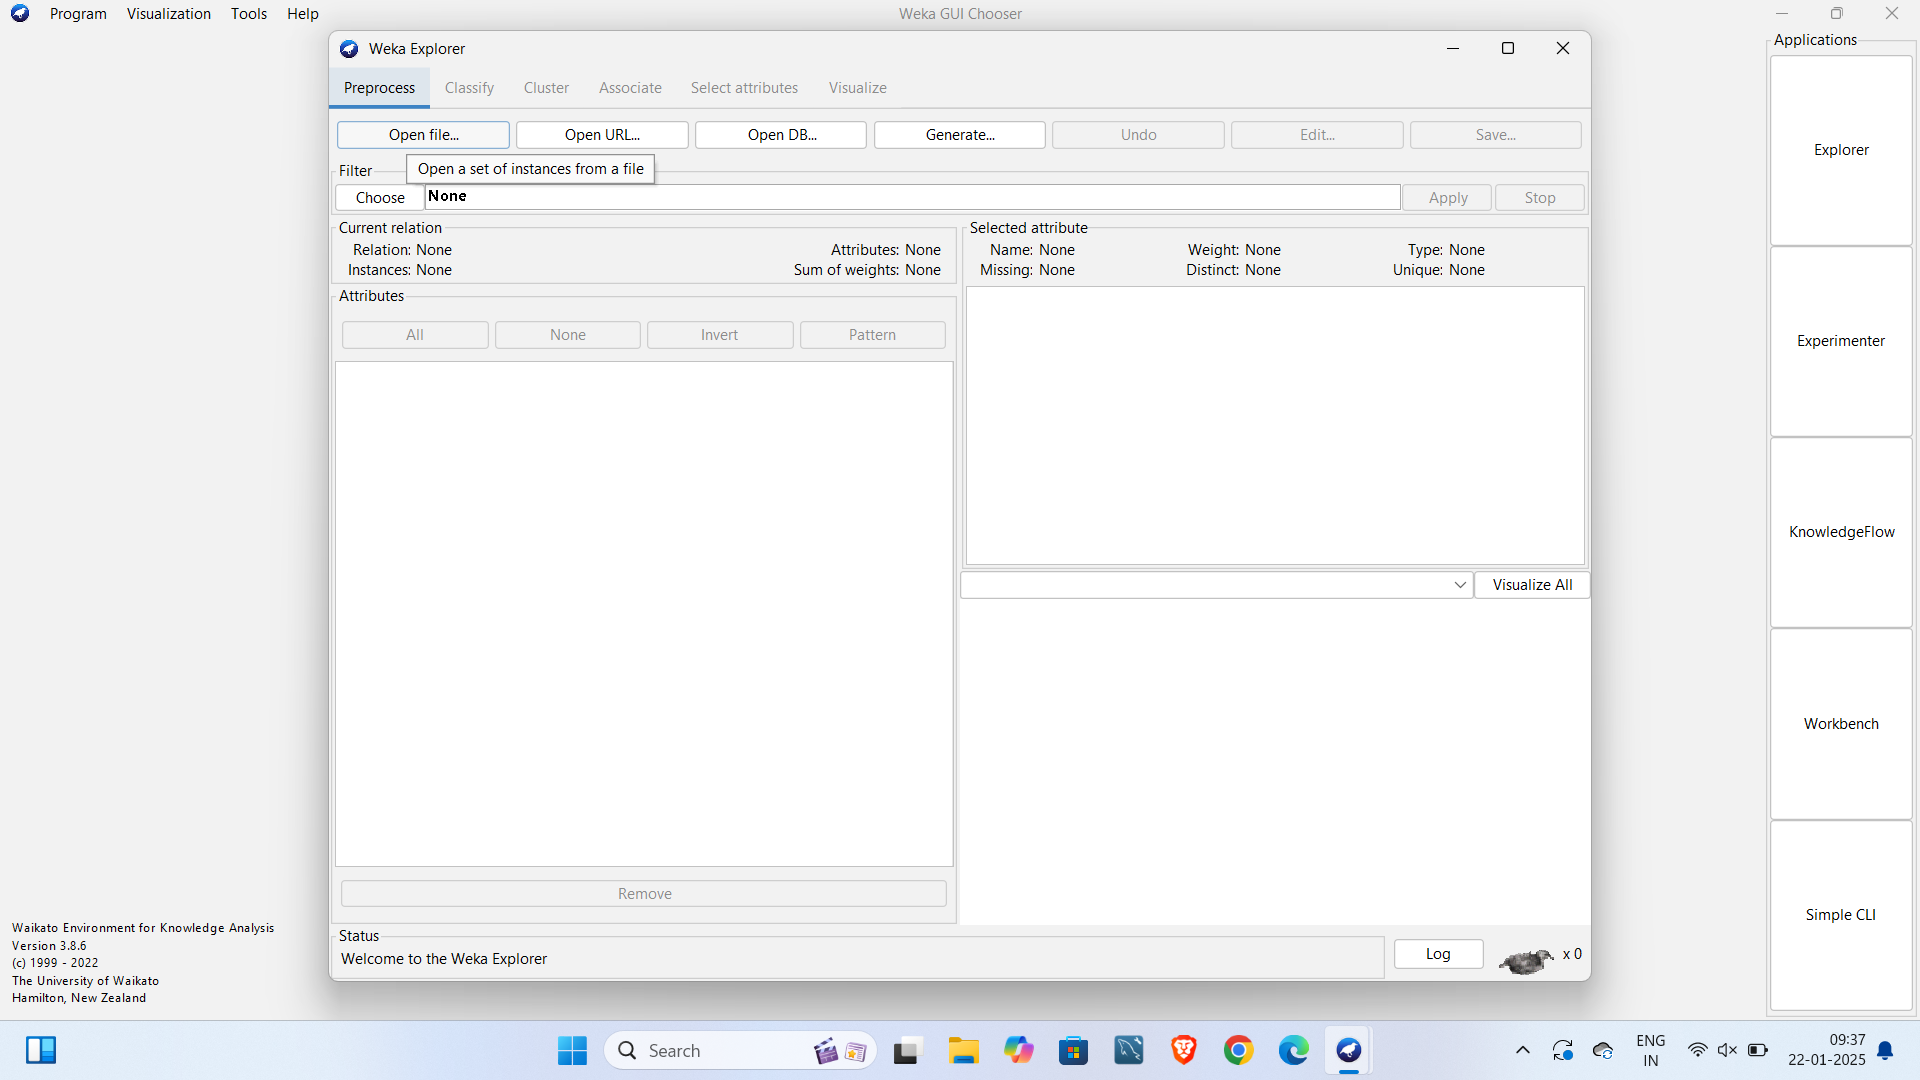 Program Visualization Tools Help
Weka GUI Chooser
Weka Explorer
Preprocess Classify Cluster Associate Select attributes Visualize
Open file... Open URL... Open DB... Generate... Undo Edit... Save...
Open a set of instances from a file
Filter
Choose None Apply Stop
Current relation
Relation: None Attributes: None
Instances: None Sum of weights: None
Selected attribute
Name: None Weight: None Type: None
Missing: None Distinct: None Unique: None
Attributes
All None Invert Pattern
Visualize All
Remove
Status
Welcome to the Weka Explorer
Log
x 0
Applications
Explorer
Experimenter
KnowledgeFlow
Workbench
Simple CLI
Waikato Environment for Knowledge Analysis
Version 3.8.6
(c) 1999 - 2022
The University of Waikato
Hamilton, New Zealand
Search
ENG
IN
09:37
22-01-2025